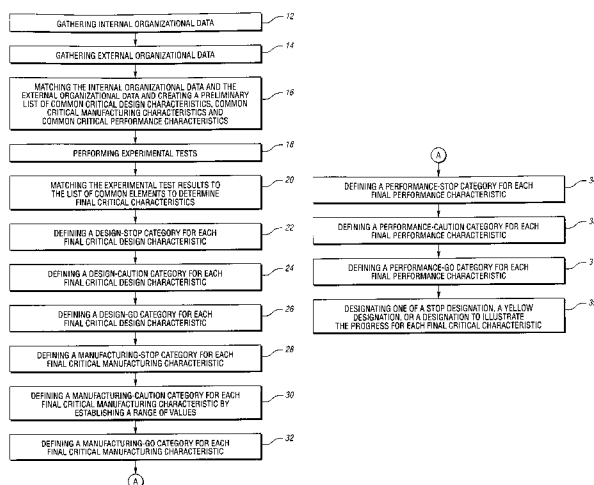 GATHERING INTERNAL ORGANIZATIONAL DATA
12
GATHERING EXTERNAL ORGANIZATIONAL DATA
14
MATCHING THE INTERNAL ORGANIZATIONAL DATA AND THE
EXTERNAL ORGANIZATIONAL DATA AND CREATING A PRELIMINARY
LIST OF COMMON CRITICAL DESIGN CHARACTERISTICS, COMMON
CRITICAL MANUFACTURING CHARACTERISTICS AND
COMMON CRITICAL PERFORMANCE CHARACTERISTICS
16
PERFORMING EXPERIMENTAL TESTS
18
MATCHING THE EXPERIMENTAL TEST RESULTS TO
THE LIST OF COMMON ELEMENTS TO DETERMINE
FINAL CRITICAL CHARACTERISTICS
20
DEFINING A DESIGN-STOP CATEGORY FOR EACH
FINAL CRITICAL DESIGN CHARACTERISTIC
22
DEFINING A DESIGN-CAUTION CATEGORY FOR EACH
FINAL CRITICAL DESIGN CHARACTERISTIC
24
DEFINING A DESIGN-GO CATEGORY FOR EACH
FINAL CRITICAL DESIGN CHARACTERISTIC
26
DEFINING A MANUFACTURING-STOP CATEGORY FOR EACH
FINAL CRITICAL MANUFACTURING CHARACTERISTIC
28
DEFINING A MANUFACTURING-CAUTION CATEGORY FOR EACH
FINAL CRITICAL MANUFACTURING CHARACTERISTIC BY
ESTABLISHING A RANGE OF VALUES
30
DEFINING A MANUFACTURING-GO CATEGORY FOR EACH
FINAL CRITICAL MANUFACTURING CHARACTERISTIC
32
A
A
DEFINING A PERFORMANCE-STOP CATEGORY FOR EACH
FINAL PERFORMANCE CHARACTERISTIC
DEFINING A PERFORMANCE-CAUTION CATEGORY FOR EACH
FINAL PERFORMANCE CHARACTERISTIC
DEFINING A PERFORMANCE-GO CATEGORY FOR EACH
FINAL PERFORMANCE CHARACTERISTIC
DESIGNATING ONE OF A STOP DESIGNATION, A YELLOW
DESIGNATION, OR A DESIGNATION TO ILLUSTRATE
THE PROGRESS FOR EACH FINAL CRITICAL CHARACTERISTIC